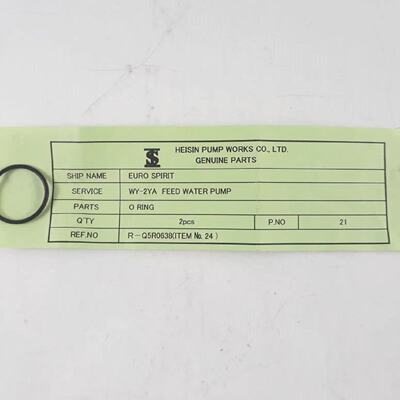 HEISIN PUMP WORKS CO., LTD.
GENUINE PARTS
SHIP NAME EURO SPIRIT
SERVICE WY-2YA FEED WATER PUMP
PARTS O RING
Q'TY 2pcs P.NO 21
REF.NO R-Q5R0638(ITEM No. 24)